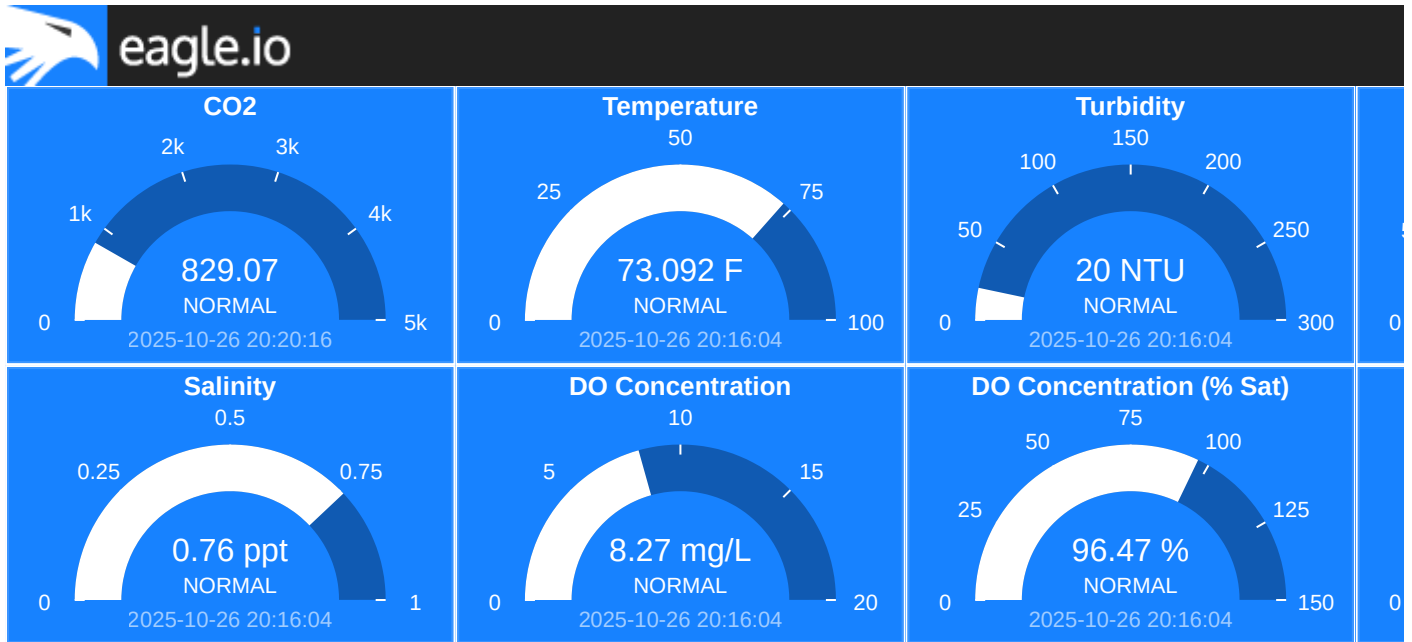 eagle.io
CO2
2k
3k
1k
4k
829.07
NORMAL
0
5k
2025-10-26 20:20:16
Temperature
50
25
75
73.092 F
NORMAL
0
100
2025-10-26 20:16:04
Turbidity
150
100
200
50
250
20 NTU
NORMAL
0
300
2025-10-26 20:16:04
0
Salinity
0.5
0.25
0.75
0.76 ppt
NORMAL
0
1
2025-10-26 20:16:04
DO Concentration
10
5
15
8.27 mg/L
NORMAL
0
20
2025-10-26 20:16:04
DO Concentration (% Sat)
75
50
100
25
125
96.47 %
NORMAL
0
150
2025-10-26 20:16:04
0